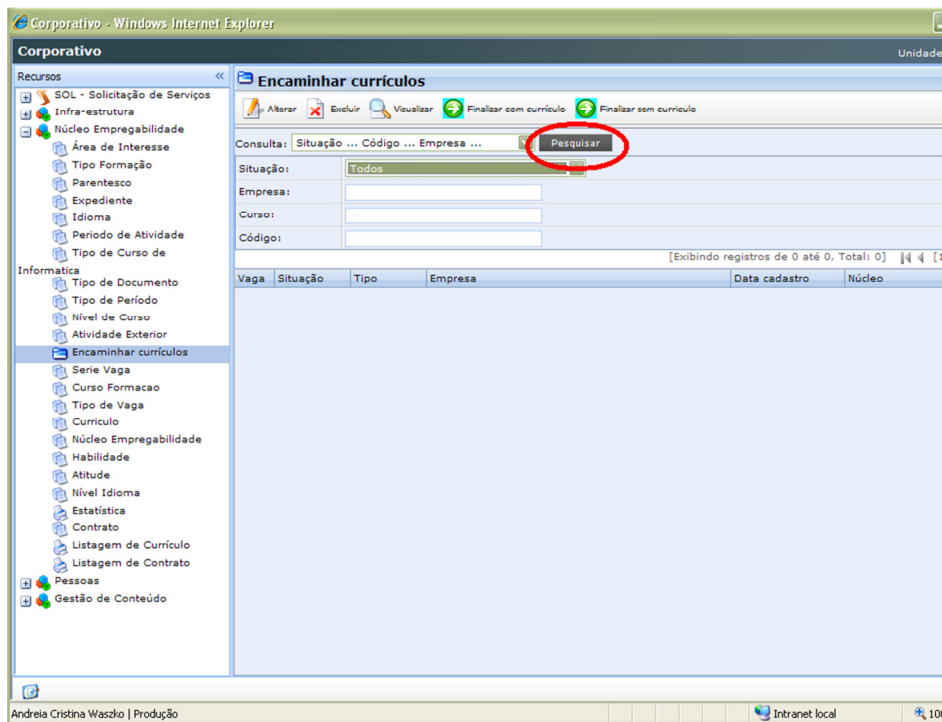 Corporativo - Windows Internet Explorer
Corporativo
Unidade
Recursos
SOL - Solicitação de Serviços
Infra-estrutura
Núcleo Empregabilidade
Área de Interesse
Tipo Formação
Parentesco
Expediente
Idioma
Periodo de Atividade
Tipo de Curso de
Informatica
Tipo de Documento
Tipo de Período
Nível de Curso
Atividade Exterior
Encaminhar currículos
Serie Vaga
Curso Formacao
Tipo de Vaga
Curriculo
Núcleo Empregabilidade
Habilidade
Atitude
Nível Idioma
Estatística
Contrato
Listagem de Currículo
Listagem de Contrato
Pessoas
Gestão de Conteúdo
Encaminhar currículos
Alterar Excluir Visualizar Finalizar com currículo Finalizar sem curriculo
Consulta: Situação ... Código ... Empresa ... Pesquisar
Situação: Todos
Empresa:
Curso:
Código:
[Exibindo registros de 0 até 0, Total: 0] [1
Vaga Situação Tipo Empresa Data cadastro Núcleo
Andreia Cristina Waszko | Produção
Intranet local
100